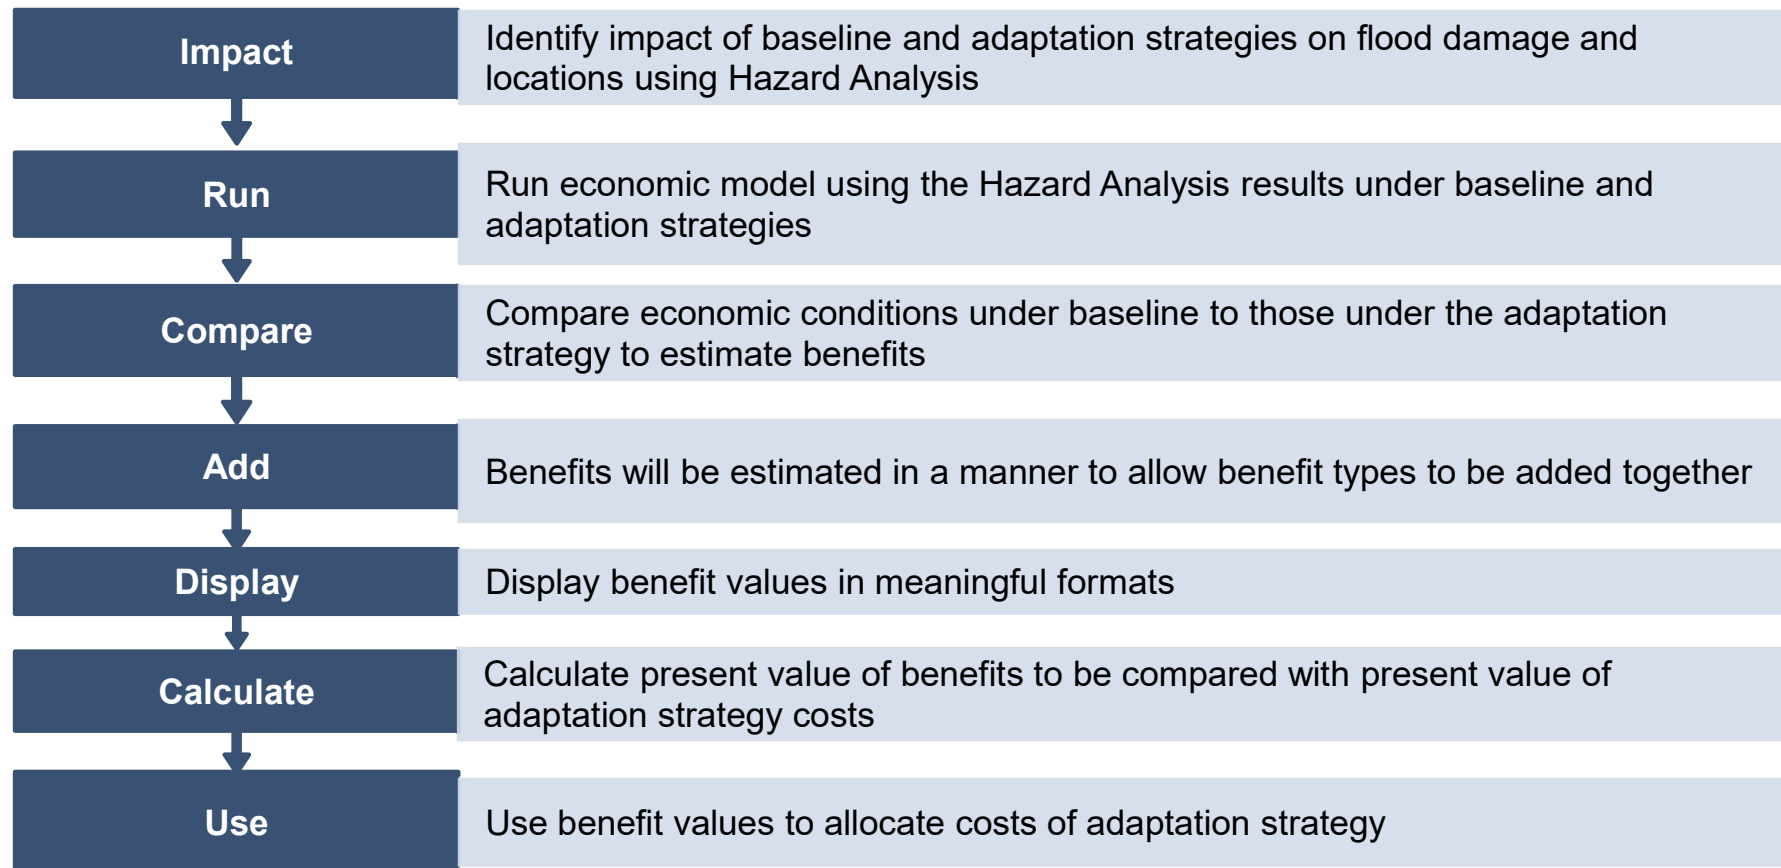 Impact
Identify impact of baseline and adaptation strategies on flood damage and
locations using Hazard Analysis
Run
Run economic model using the Hazard Analysis results under baseline and
adaptation strategies
Compare
Compare economic conditions under baseline to those under the adaptation
strategy to estimate benefits
Add
Benefits will be estimated in a manner to allow benefit types to be added together
Display
Display benefit values in meaningful formats
Calculate
Calculate present value of benefits to be compared with present value of
adaptation strategy costs
Use
Use benefit values to allocate costs of adaptation strategy